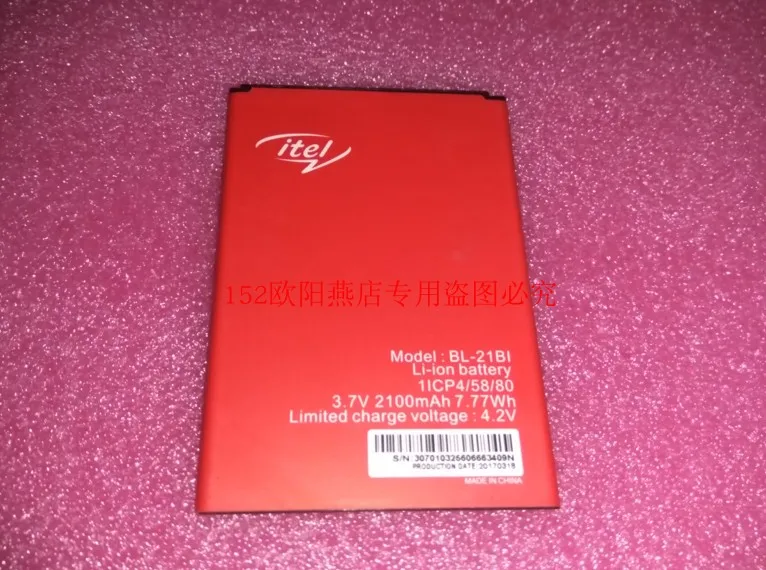 itel
152欧阳燕店专用盗图必究
Model : BL-21BI
Li-ion battery
1ICP4/58/80
3.7V 2100mAh 7.77Wh
Limited charge voltage : 4.2V
S/N: 307010326606663409N
PRODUCTION DATE: 20170318
MADE IN CHINA